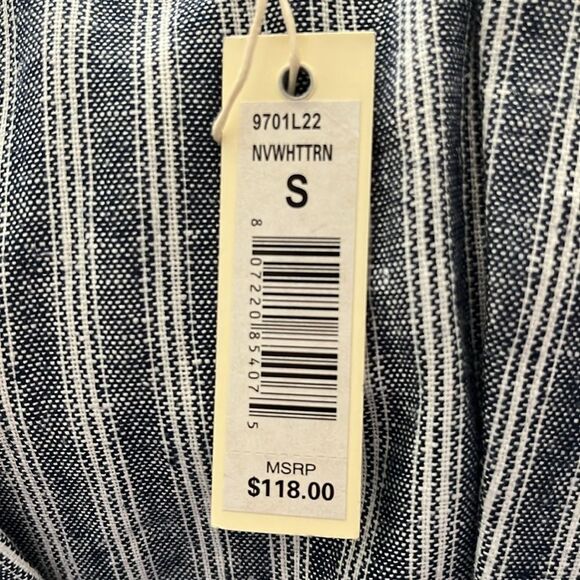 9701L22
NVWHTTRN
S
8 07220 85407 5
MSRP
$118.00